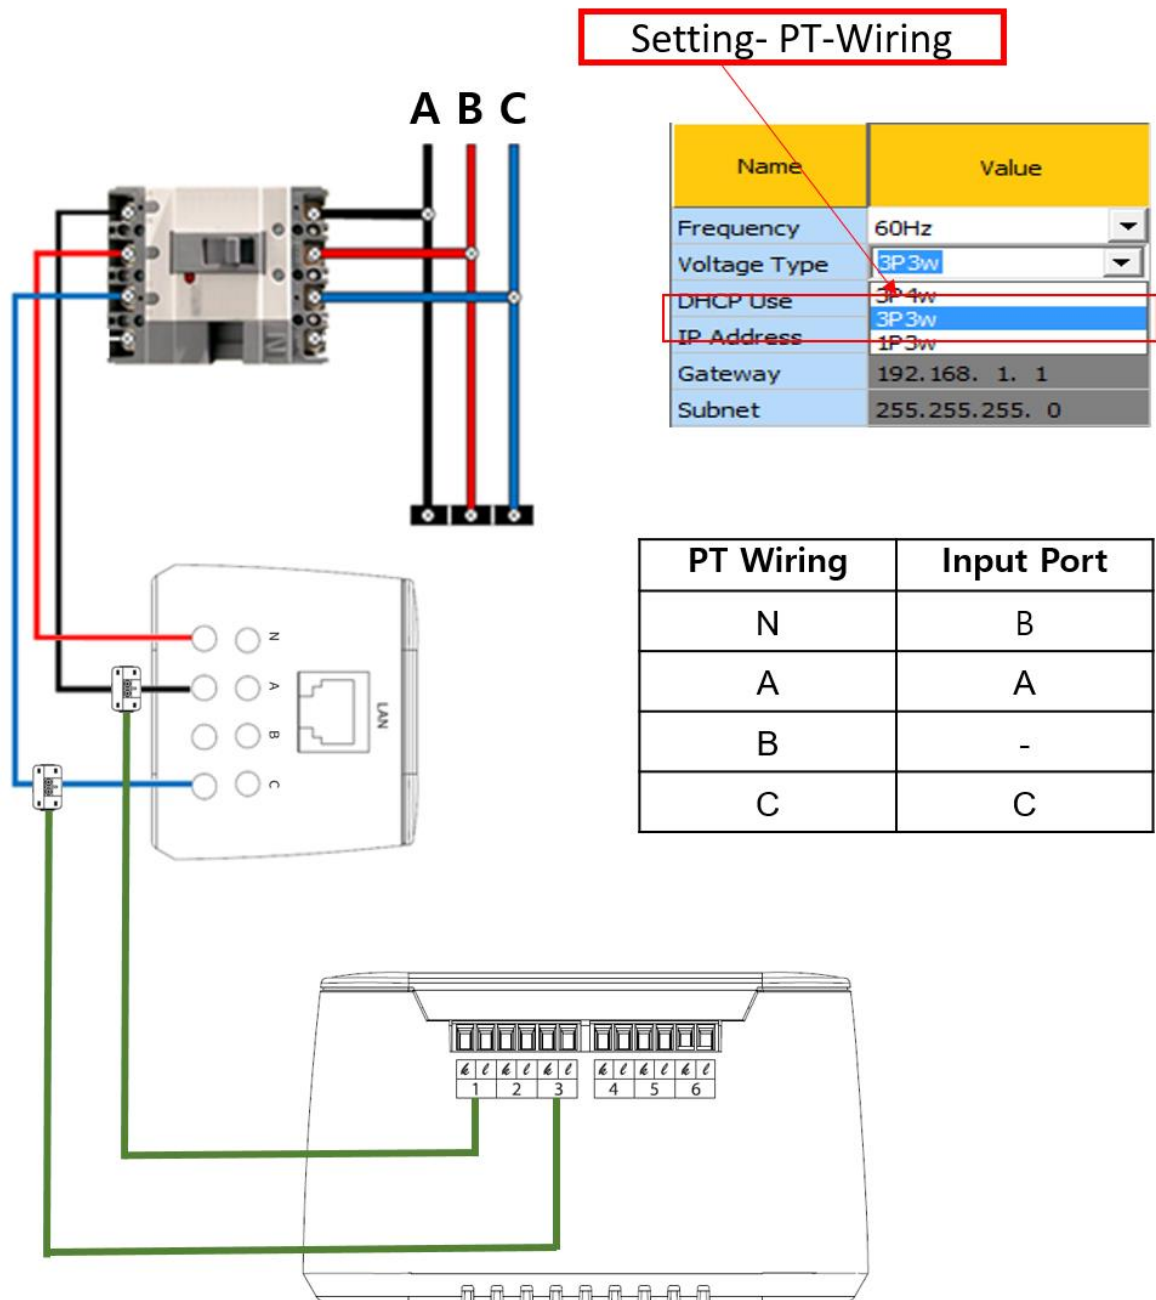 Setting- PT-Wiring
A B C
Name Value
Frequency 60Hz
Voltage Type 3P3w
DHCP Use 3P4w
3P3w
IP Address 1P3w
Gateway 192.168. 1. 1
Subnet 255.255.255. 0
PT Wiring Input Port
N B
A A
B -
C C
N
A
B
C
LAN
k ℓ k ℓ k ℓ k ℓ k ℓ k ℓ
1 2 3 4 5 6